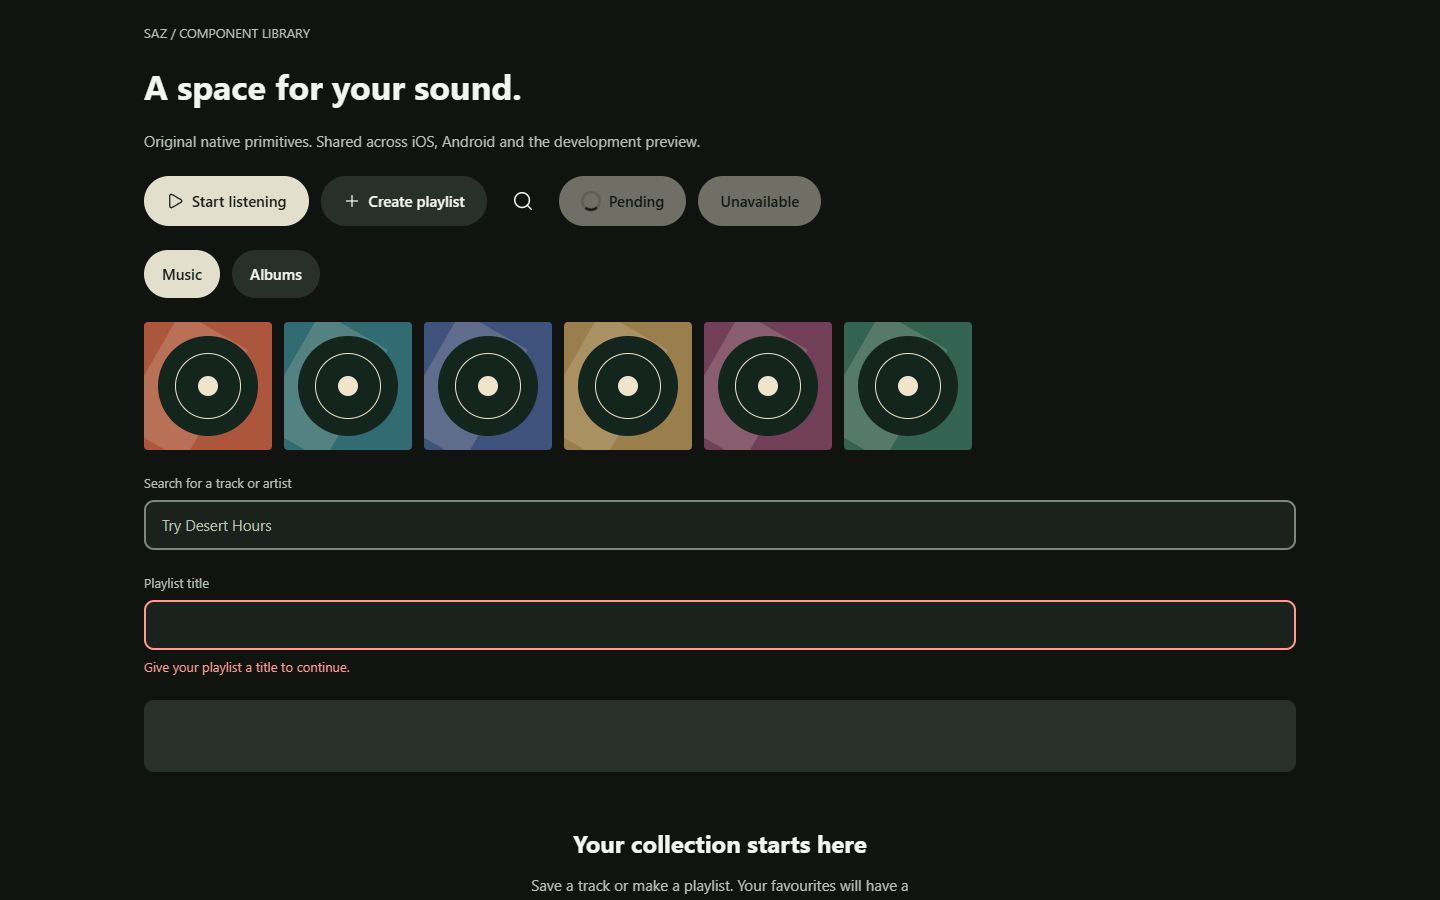 SAZ / COMPONENT LIBRARY
A space for your sound.
Original native primitives. Shared across iOS, Android and the development preview.
Start listening
Create playlist
Pending
Unavailable
Music
Albums
Search for a track or artist
Try Desert Hours
Playlist title
Give your playlist a title to continue.
Your collection starts here
Save a track or make a playlist. Your favourites will have a